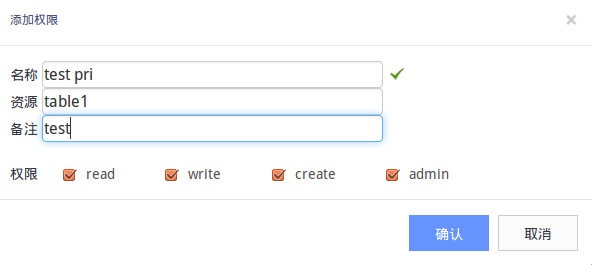 添加权限 ×
名称 test pri
资源 table1
备注 test
权限 read write create admin
确认 取消